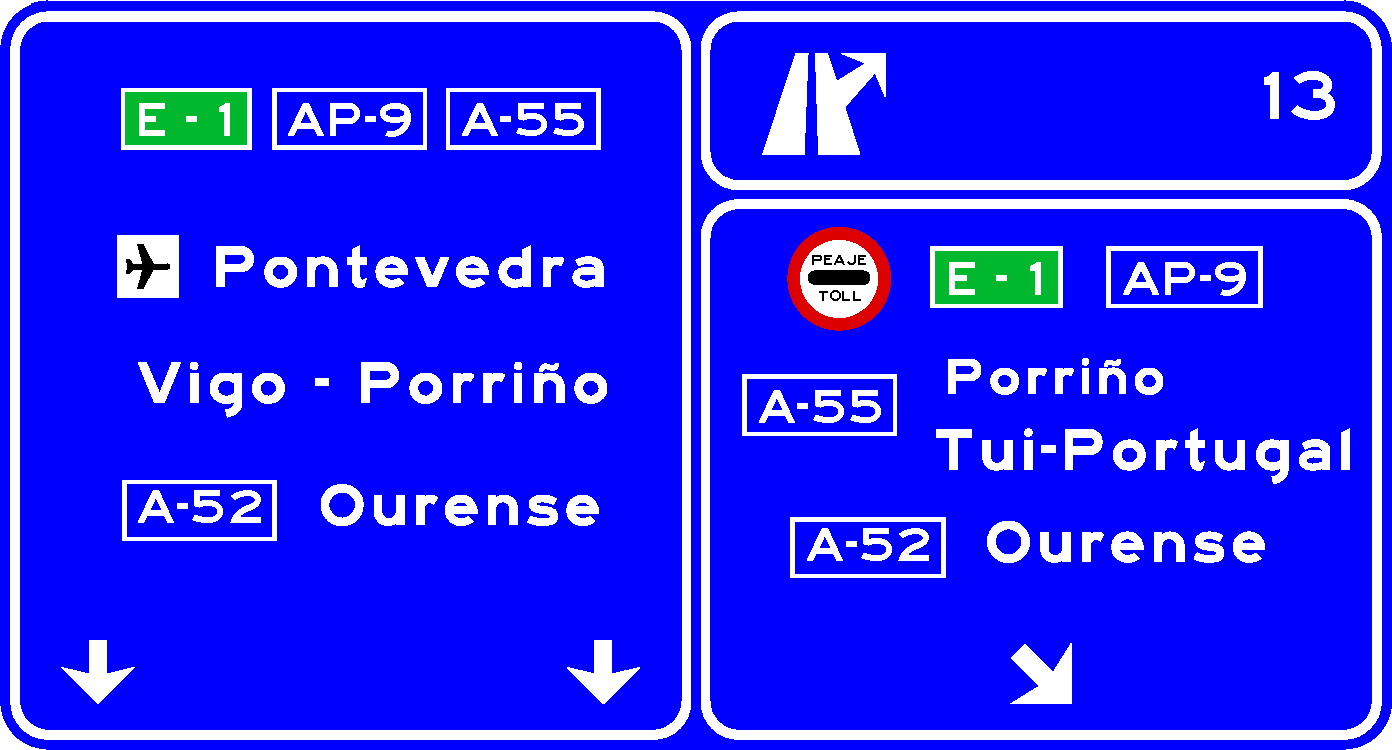 E - 1 AP-9 A-55
Pontevedra
Vigo - Porriño
A-52 Ourense
13
PEAJE
TOLL
E - 1 AP-9
A-55
Porriño
Tui-Portugal
A-52 Ourense